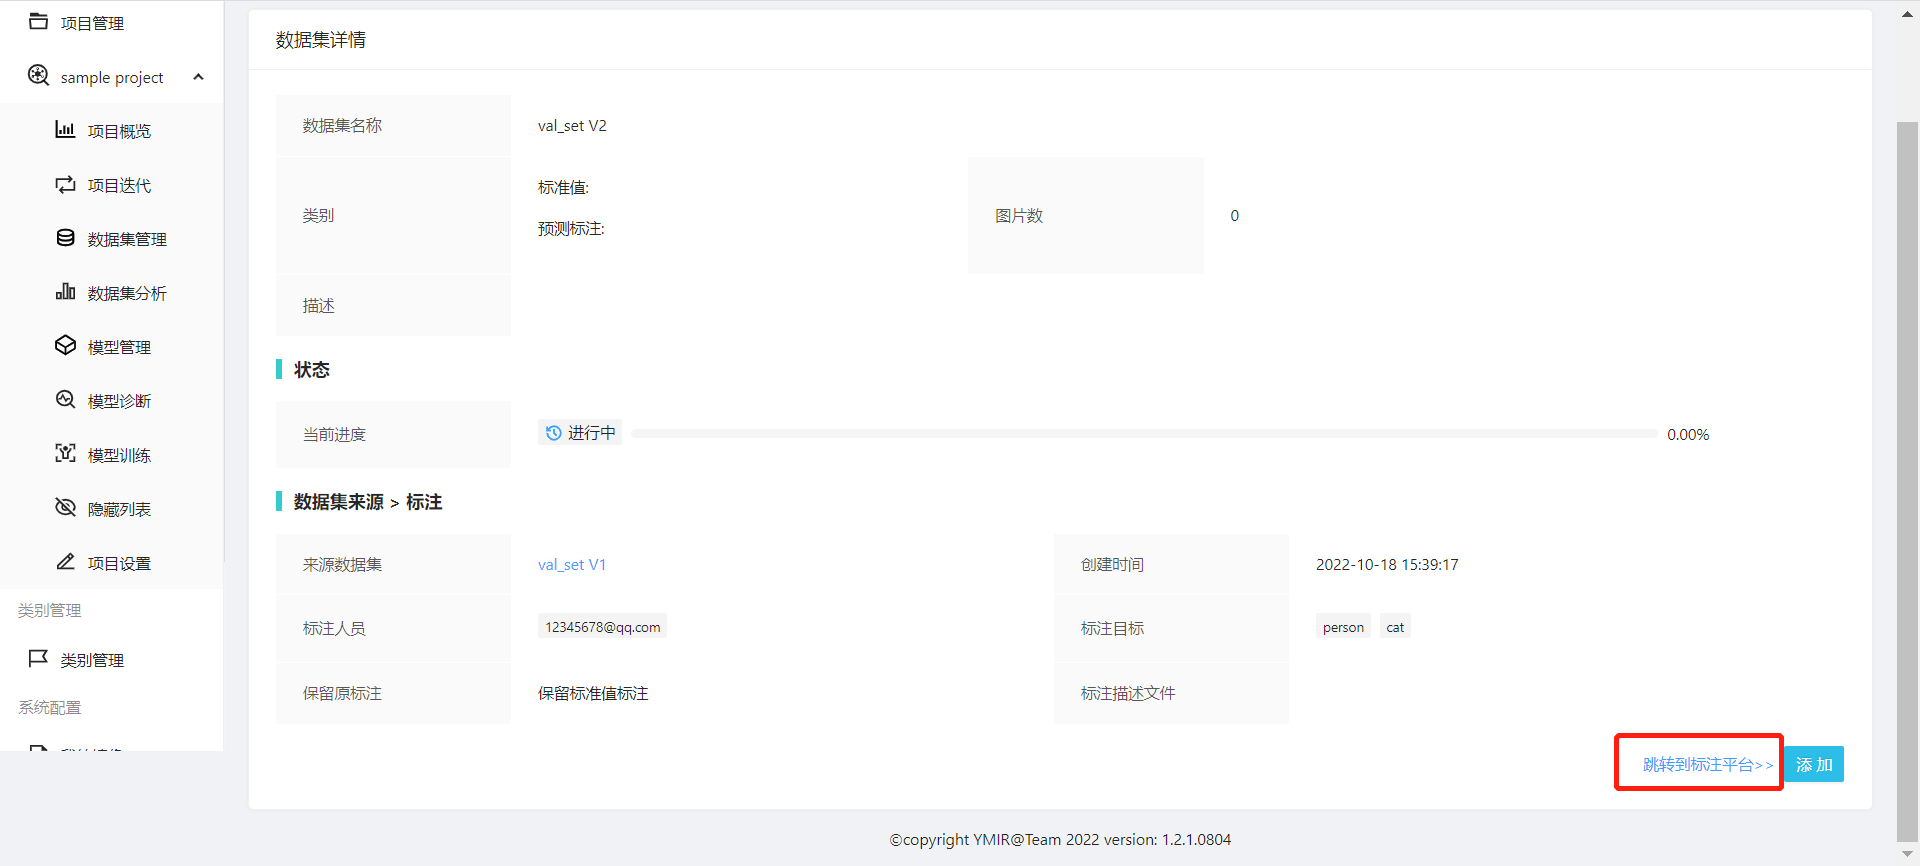 项目管理
sample project
项目概览
项目迭代
数据集管理
数据集分析
模型管理
模型诊断
模型训练
隐藏列表
项目设置
类别管理
类别管理
系统配置
数据集详情
数据集名称 val_set V2
类别 标准值:
预测标注:
图片数 0
描述
状态
当前进度 进行中 0.00%
数据集来源 > 标注
来源数据集 val_set V1 创建时间 2022-10-18 15:39:17
标注人员 12345678@qq.com 标注目标 person cat
保留原标注 保留标准值标注 标注描述文件
跳转到标注平台>> 添 加
©copyright YMIR@Team 2022 version: 1.2.1.0804